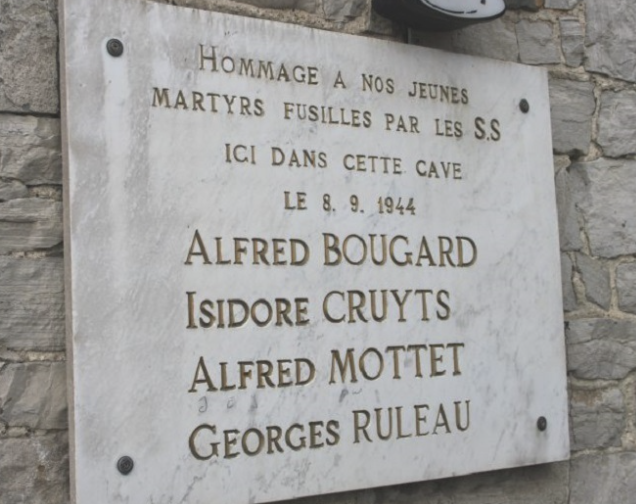 HOMMAGE A NOS JEUNES
MARTYRS FUSILLES PAR LES S.S
ICI DANS CETTE CAVE
LE 8. 9. 1944
ALFRED BOUGARD
ISIDORE CRUYTS
ALFRED MOTTET
GEORGES RULEAU